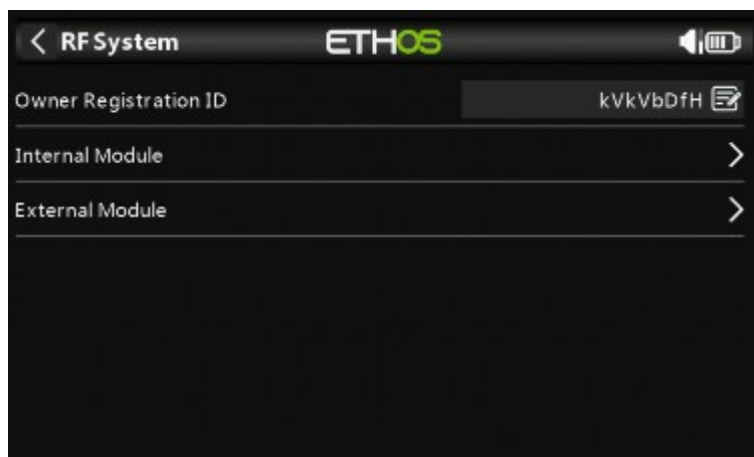 RF System ETHOS
Owner Registration ID kVkVbDfH
Internal Module
External Module